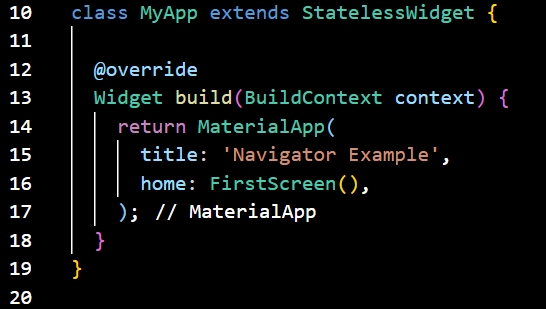 10 class MyApp extends StatelessWidget {
11
12 @override
13 Widget build(BuildContext context) {
14 return MaterialApp(
15 title: 'Navigator Example',
16 home: FirstScreen(),
17 ); // MaterialApp
18 }
19 }
20